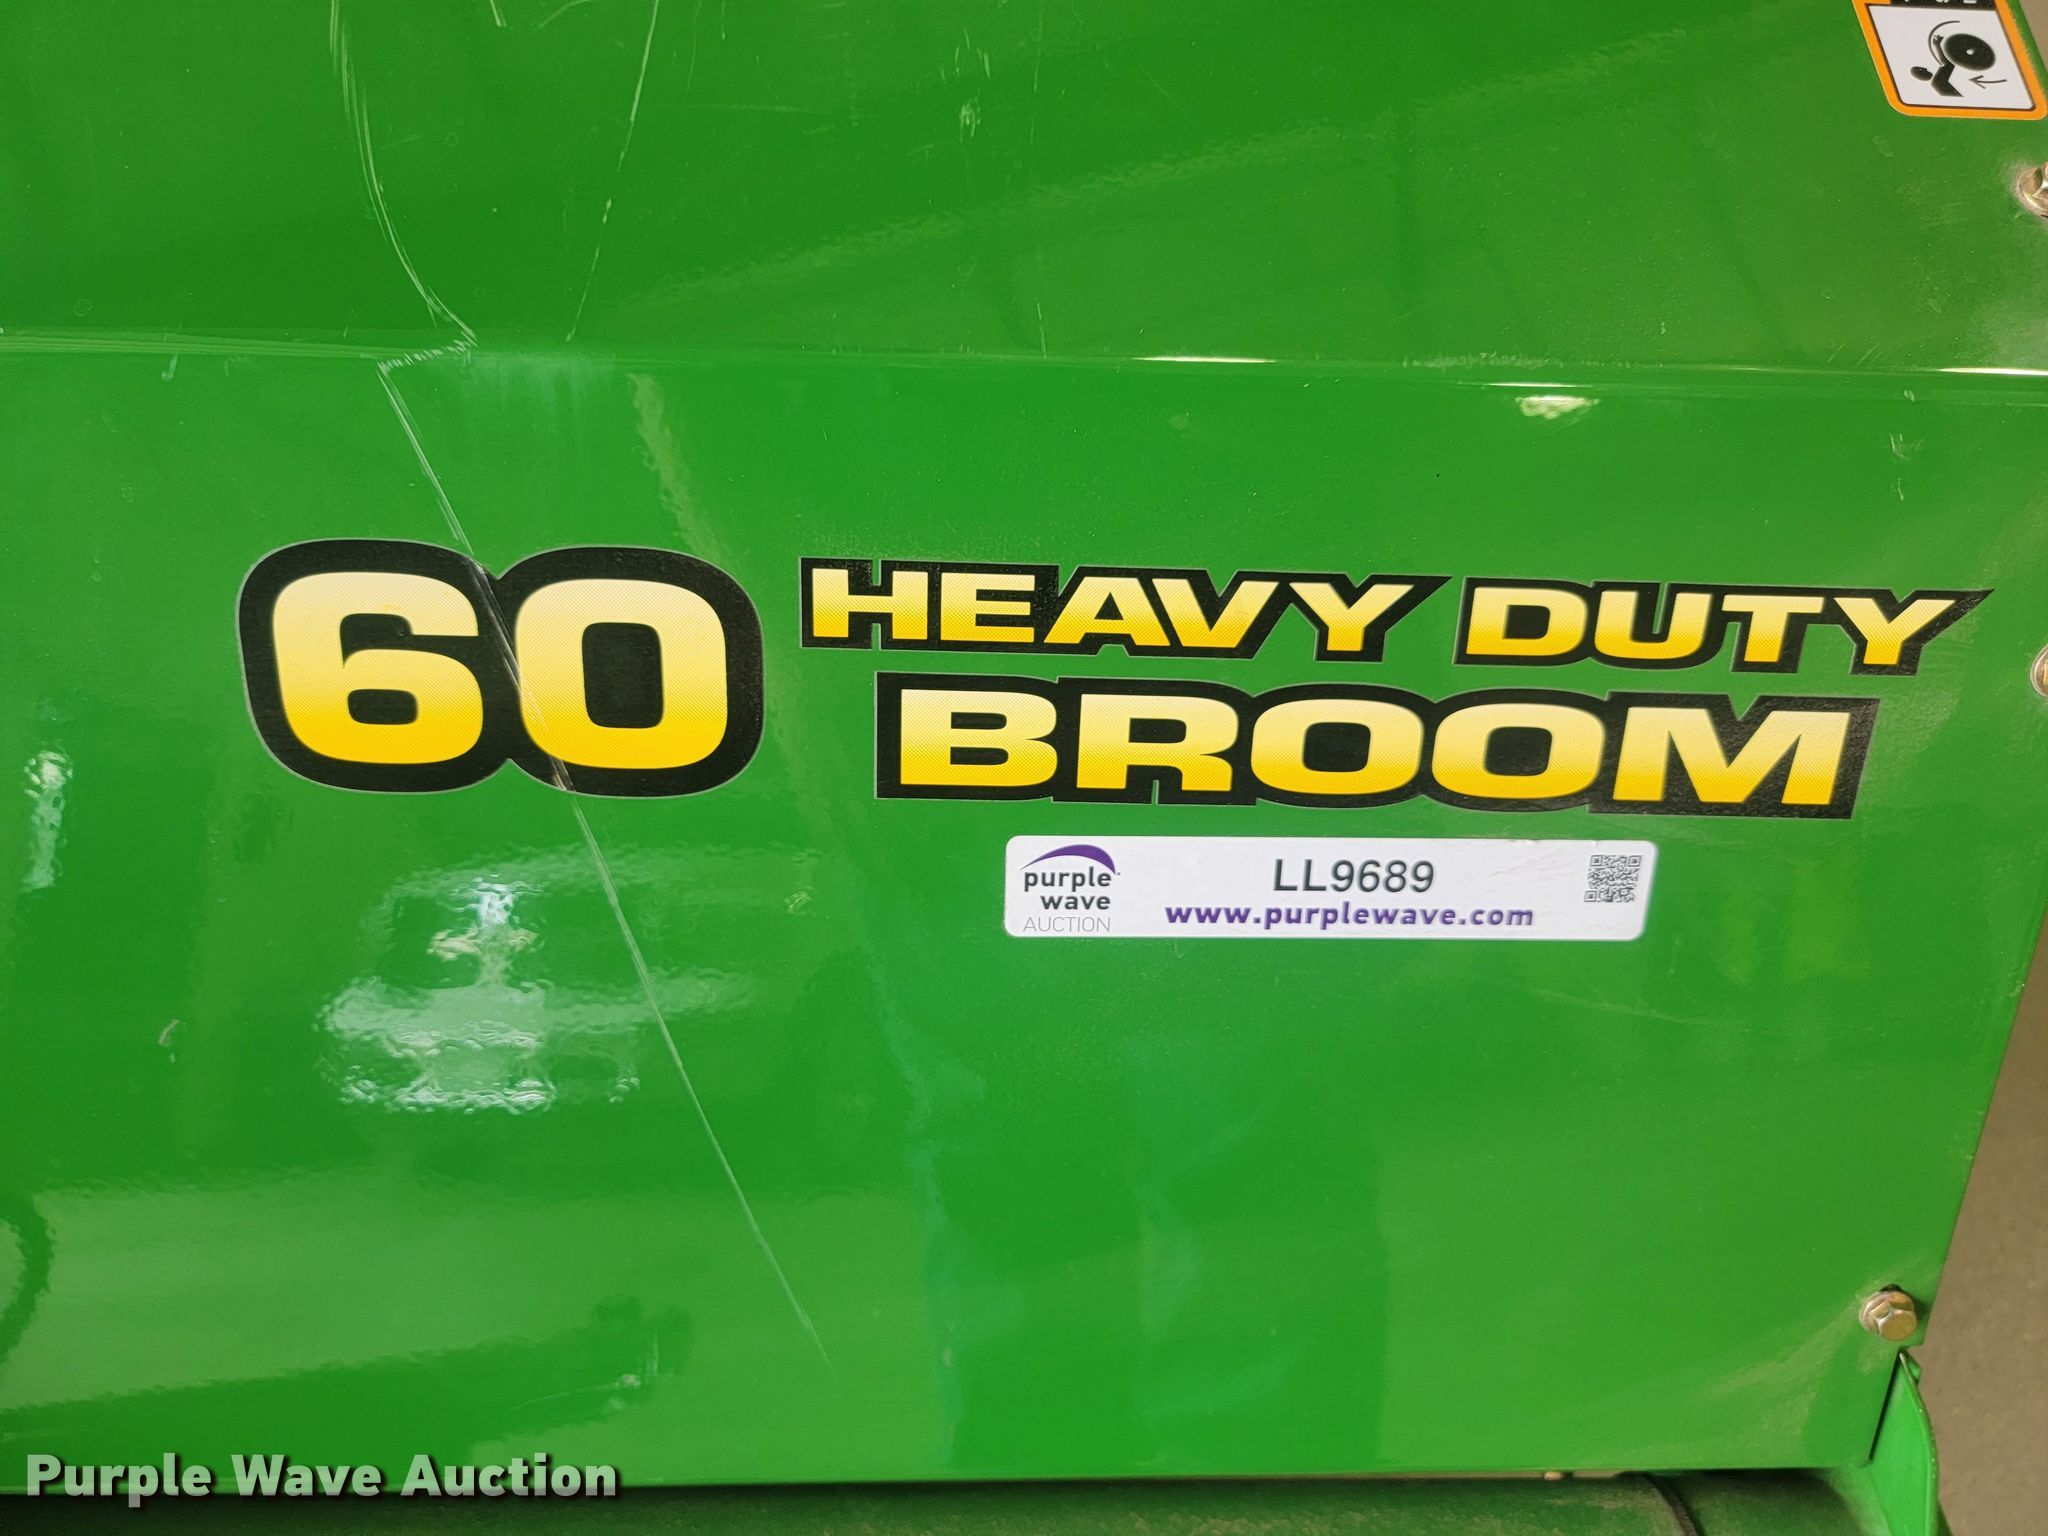 60 HEAVY DUTY
BROOM
purple
wave
AUCTION
LL9689
www.purplewave.com
Purple Wave Auction